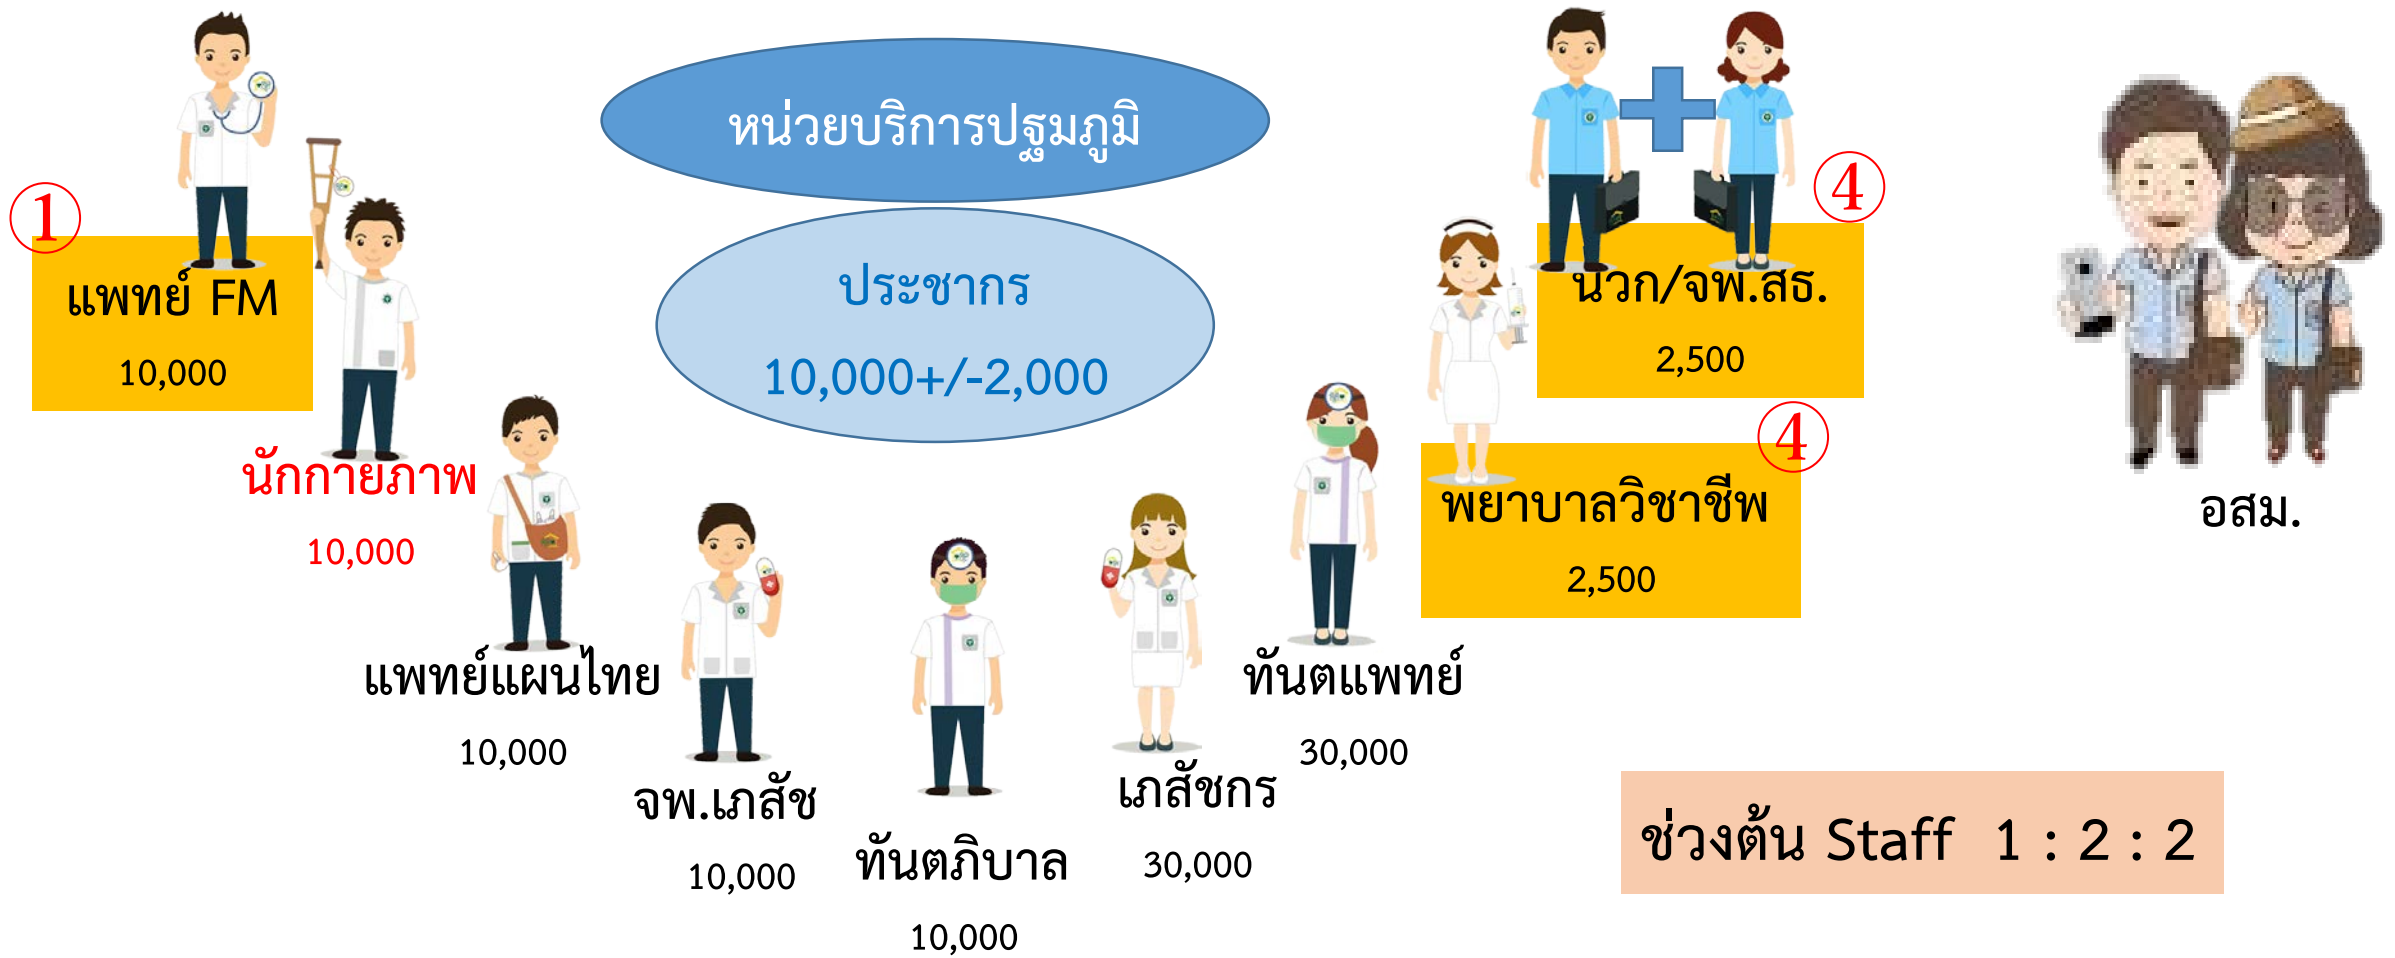 หน่วยบริการปฐมภูมิ
ประชากร
10,000+/-2,000
①
แพทย์ FM
10,000
นักกายภาพ
10,000
แพทย์แผนไทย
10,000
จพ.เภสัช
10,000
ทันตภิบาล
10,000
เภสัชกร
30,000
ทันตแพทย์
30,000
④
พยาบาลวิชาชีพ
2,500
④
นวก/จพ.สธ.
2,500
อสม.
ช่วงต้น Staff 1 : 2 : 2